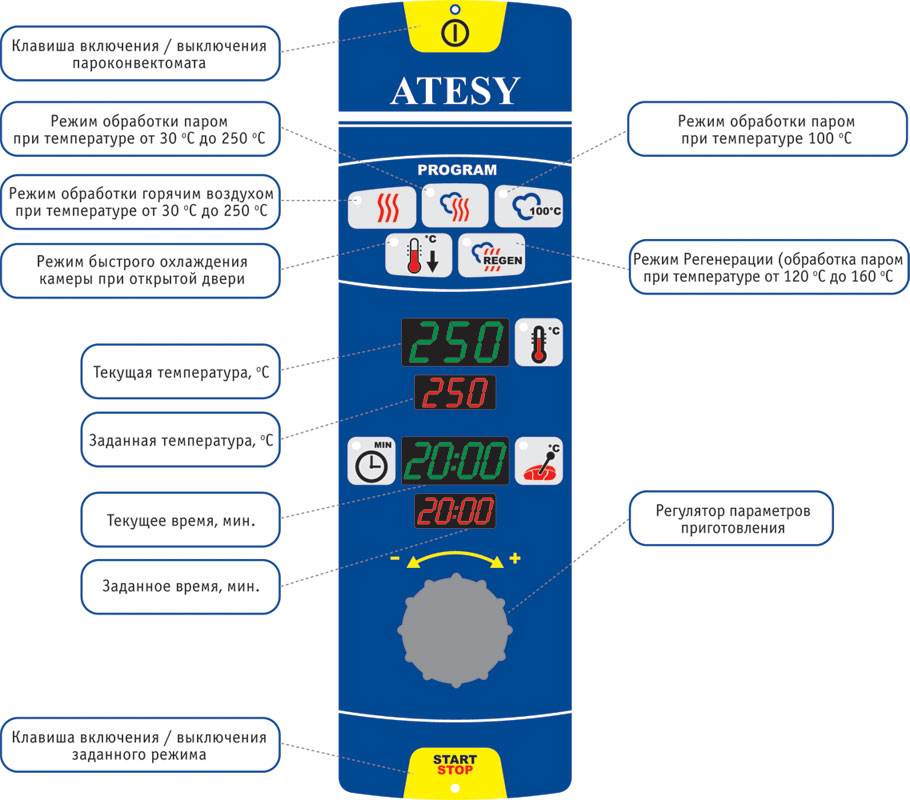 Клавиша включения / выключения
пароконвектомата
ATESY
Режим обработки паром
при температуре от 30 °С до 250 °С
Режим обработки паром
при температуре 100 °С
PROGRAM
Режим обработки горячим воздухом
при температуре от 30 °С до 250 °С
100°C
°C
REGEN
Режим быстрого охлаждения
камеры при открытой двери
Режим Регенерации (обработка паром
при температуре от 120 °С до 160 °С
250
°C
Текущая температура, °С
250
Заданная температура, °С
MIN
20:00
°C
Текущее время, мин.
20:00
Регулятор параметров
приготовления
- +
Заданное время, мин.
Клавиша включения / выключения
заданного режима
START
STOP